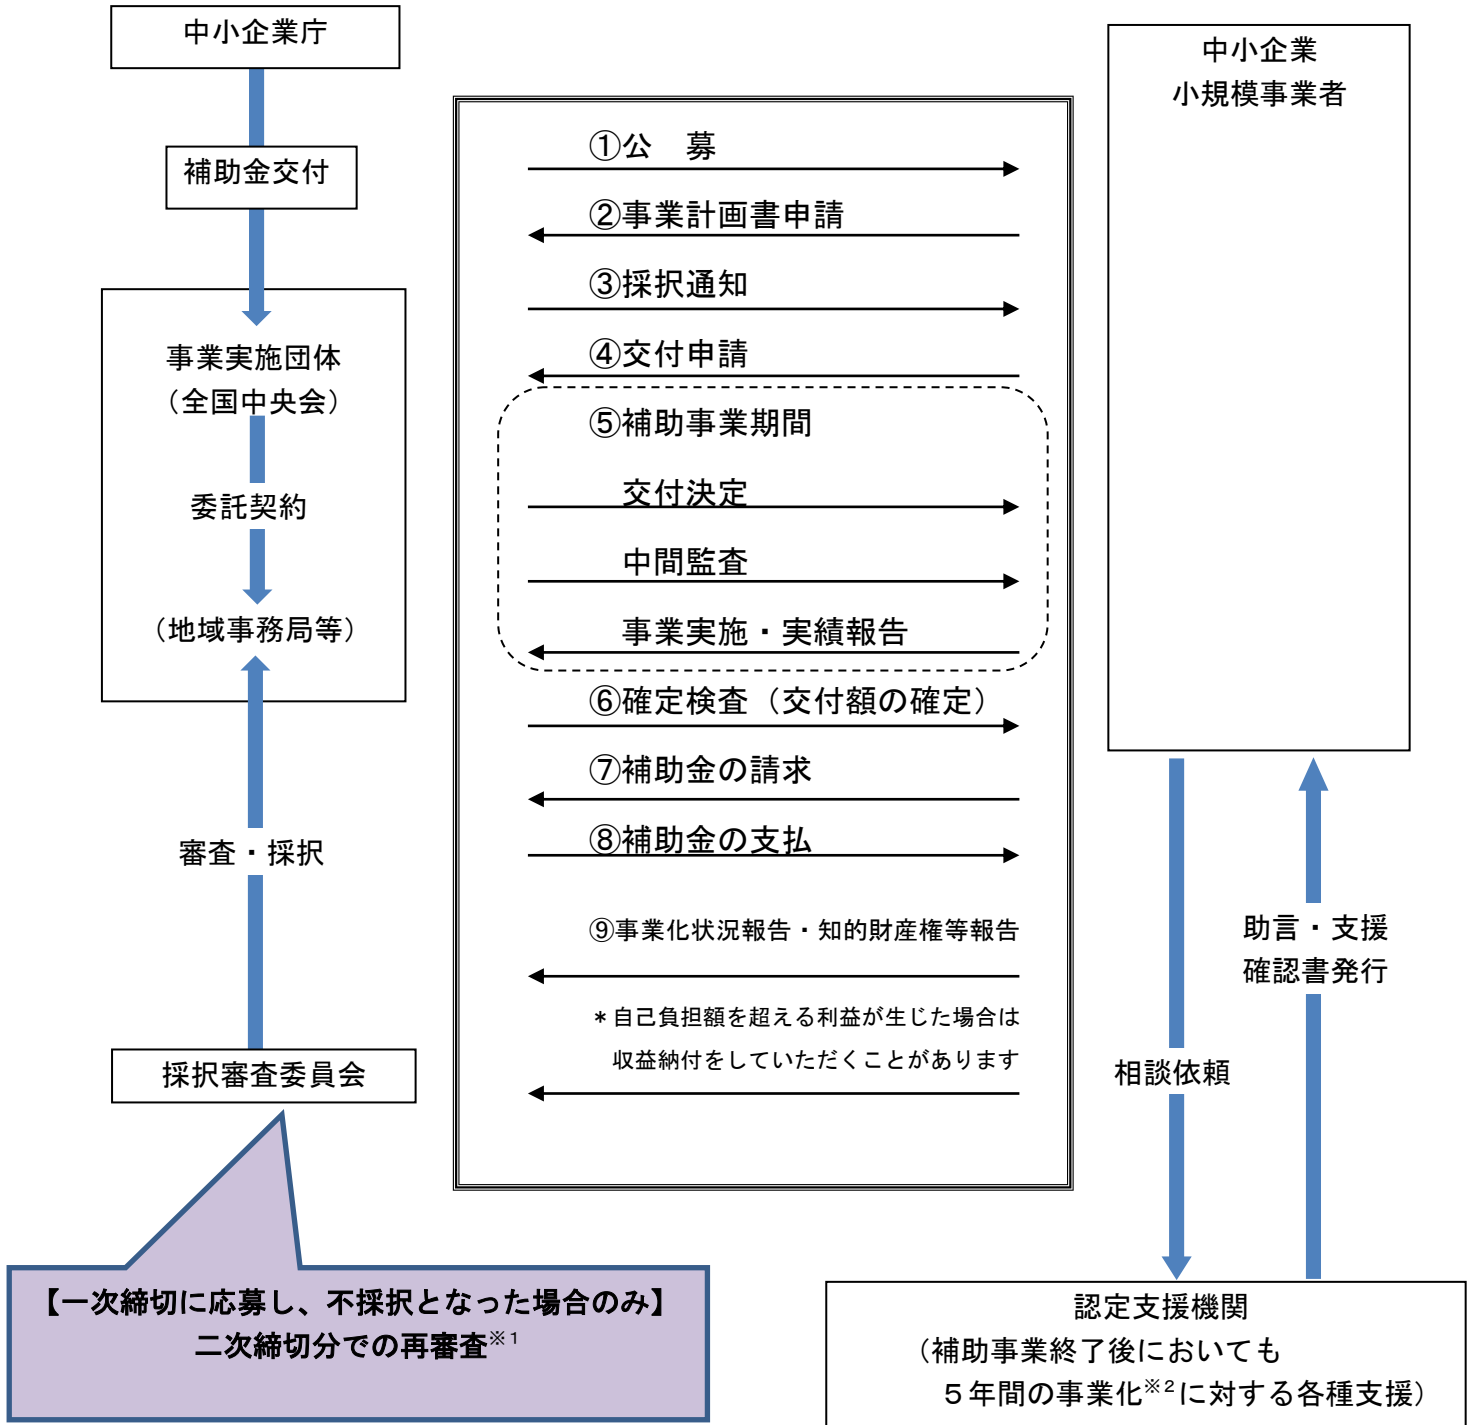 中小企業庁
補助金交付
事業実施団体
（全国中央会）
委託契約
（地域事務局等）
審査・採択
採択審査委員会
【一次締切に応募し、不採択となった場合のみ】
二次締切分での再審査※1
①公　募
②事業計画書申請
③採択通知
④交付申請
⑤補助事業期間
交付決定
中間監査
事業実施・実績報告
⑥確定検査（交付額の確定）
⑦補助金の請求
⑧補助金の支払
⑨事業化状況報告・知的財産権等報告
＊自己負担額を超える利益が生じた場合は
収益納付をしていただくことがあります
中小企業
小規模事業者
助言・支援
確認書発行
相談依頼
認定支援機関
（補助事業終了後においても
５年間の事業化※2に対する各種支援）